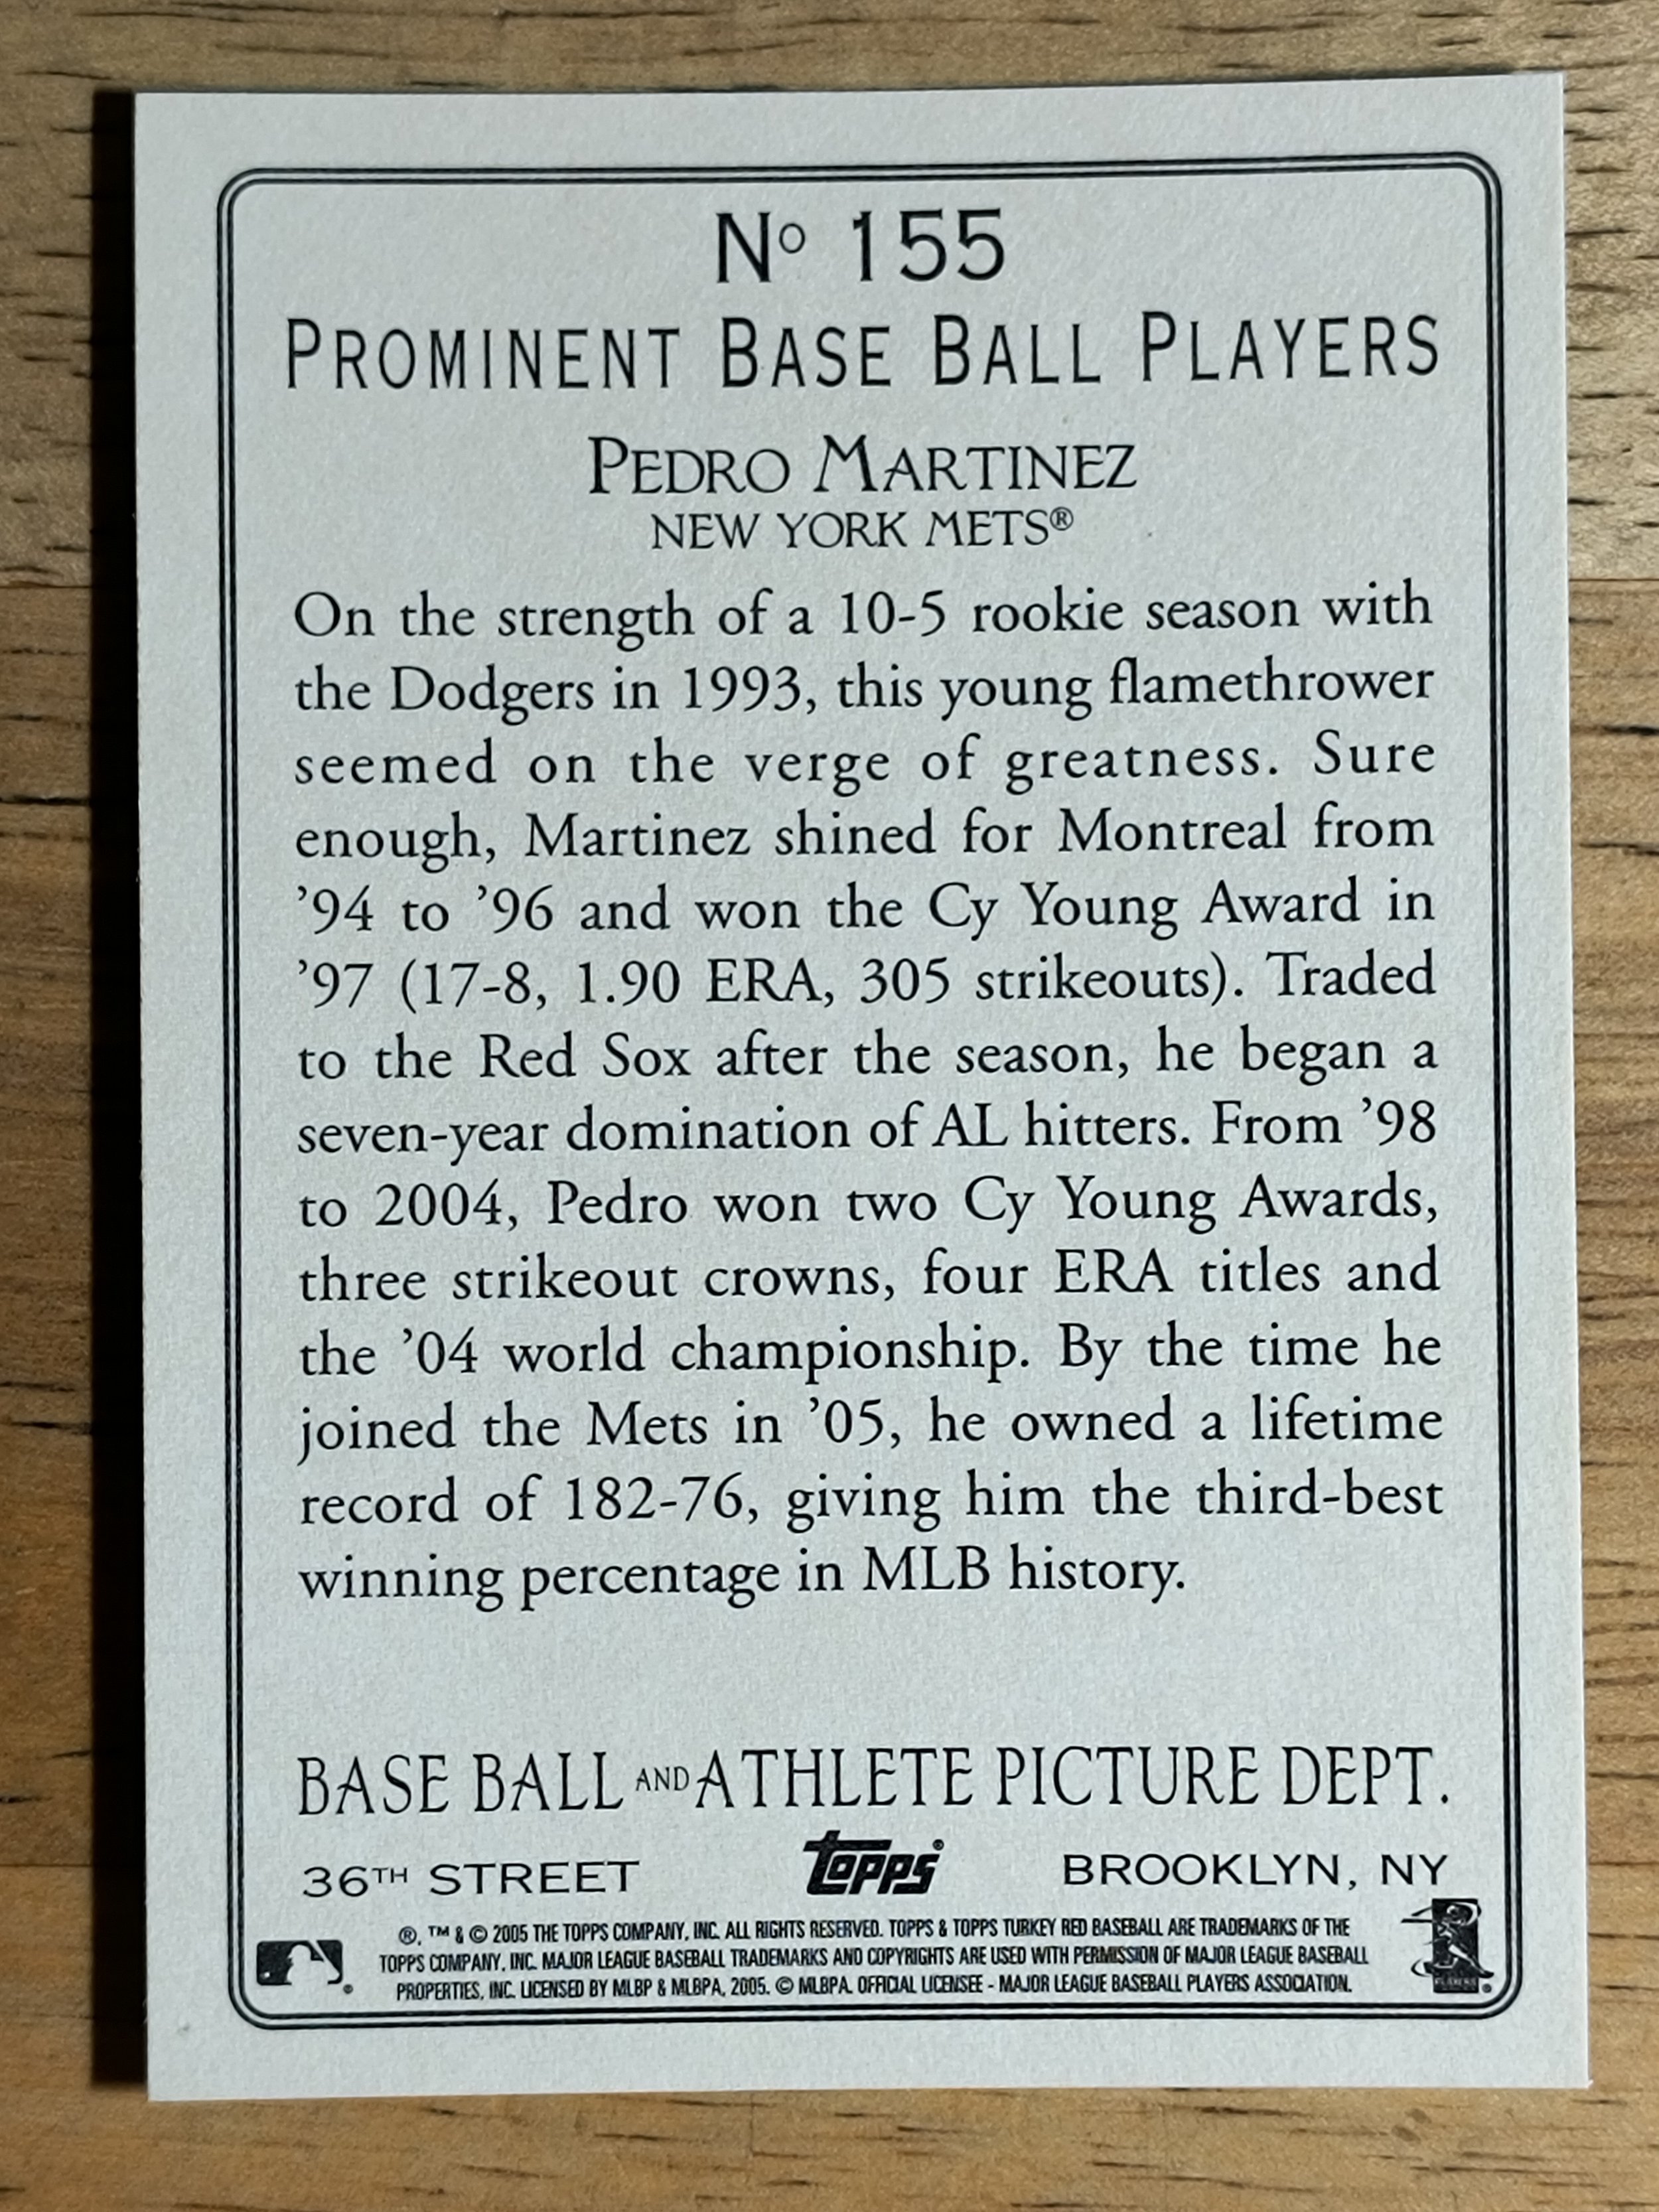 Nº 155
PROMINENT BASE BALL PLAYERS
PEDRO MARTINEZ
NEW YORK METS®
On the strength of a 10-5 rookie season with
the Dodgers in 1993, this young flamethrower
seemed on the verge of greatness. Sure
enough, Martinez shined for Montreal from
’94 to ’96 and won the Cy Young Award in
’97 (17-8, 1.90 ERA, 305 strikeouts). Traded
to the Red Sox after the season, he began a
seven-year domination of AL hitters. From ’98
to 2004, Pedro won two Cy Young Awards,
three strikeout crowns, four ERA titles and
the ’04 world championship. By the time he
joined the Mets in ’05, he owned a lifetime
record of 182-76, giving him the third-best
winning percentage in MLB history.
BASE BALL AND ATHLETE PICTURE DEPT.
36TH STREET topps® BROOKLYN, NY
®, ™ & © 2005 THE TOPPS COMPANY, INC. ALL RIGHTS RESERVED. TOPPS & TOPPS TURKEY RED BASEBALL ARE TRADEMARKS OF THE
TOPPS COMPANY, INC. MAJOR LEAGUE BASEBALL TRADEMARKS AND COPYRIGHTS ARE USED WITH PERMISSION OF MAJOR LEAGUE BASEBALL
PROPERTIES, INC. LICENSED BY MLBP & MLBPA, 2005. © MLBPA. OFFICIAL LICENSEE - MAJOR LEAGUE BASEBALL PLAYERS ASSOCIATION.